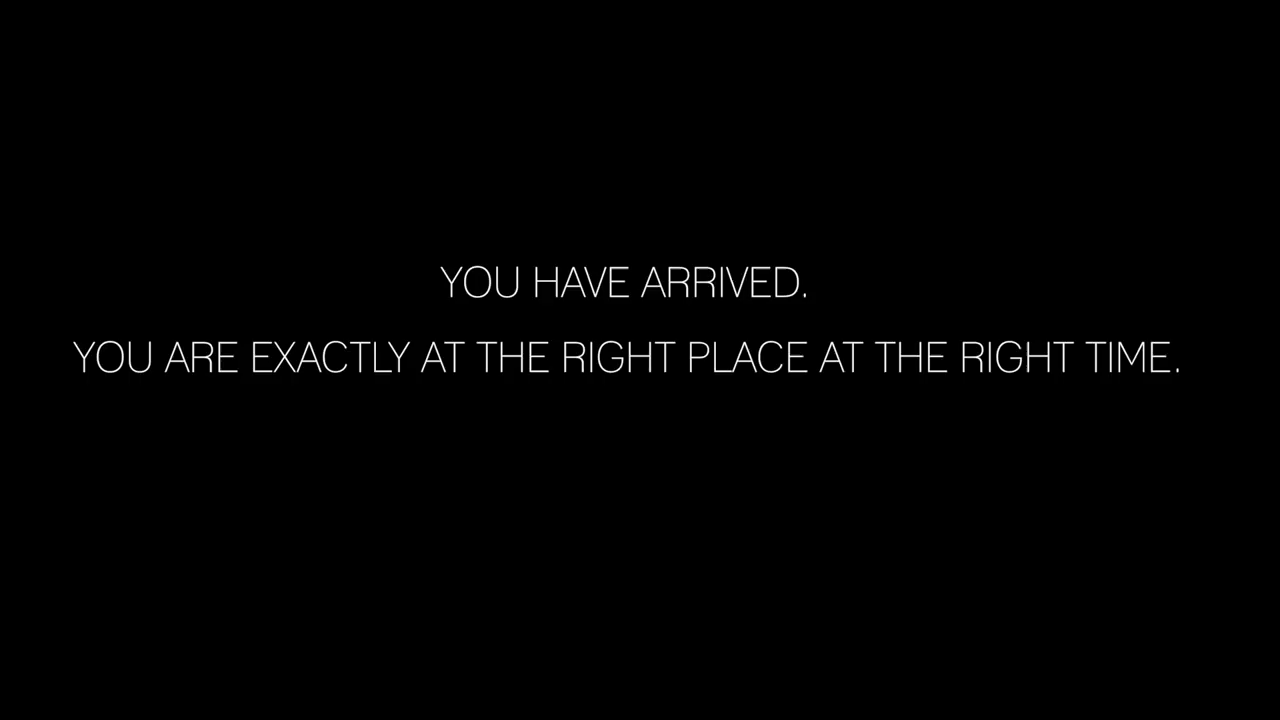 YOU HAVE ARRIVED.
YOU ARE EXACTLY AT THE RIGHT PLACE AT THE RIGHT TIME.